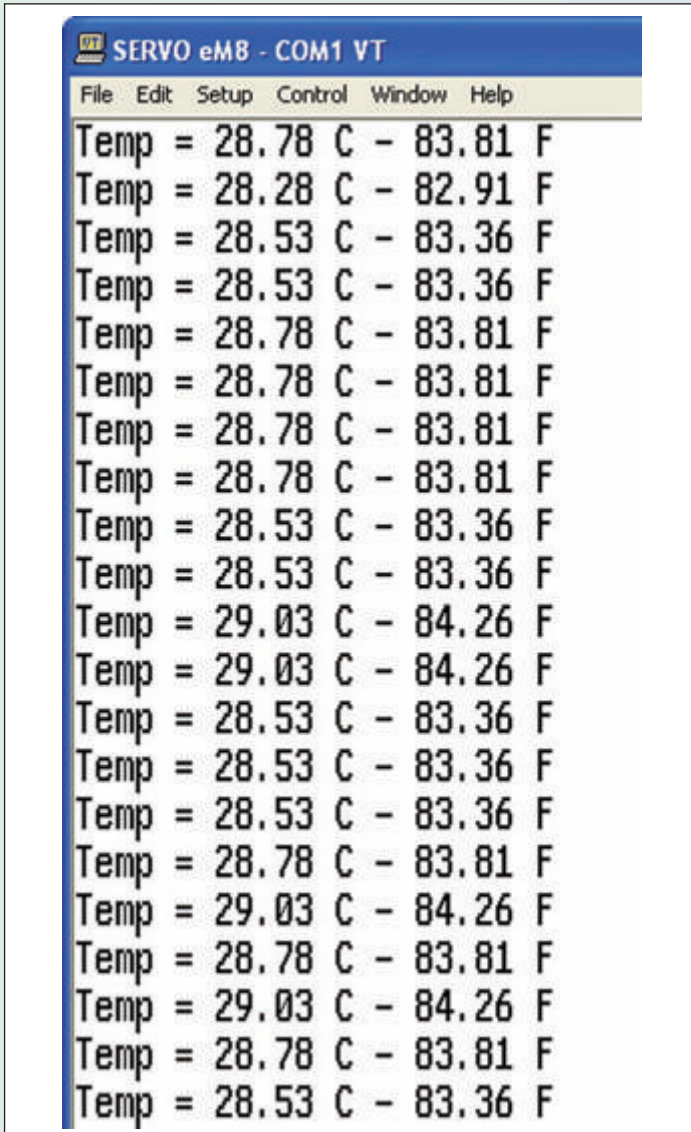 VT SERVO eM8 - COM1 VT
File Edit Setup Control Window Help
Temp = 28.78 C - 83.81 F
Temp = 28.28 C - 82.91 F
Temp = 28.53 C - 83.36 F
Temp = 28.53 C - 83.36 F
Temp = 28.78 C - 83.81 F
Temp = 28.78 C - 83.81 F
Temp = 28.78 C - 83.81 F
Temp = 28.78 C - 83.81 F
Temp = 28.53 C - 83.36 F
Temp = 28.53 C - 83.36 F
Temp = 29.03 C - 84.26 F
Temp = 29.03 C - 84.26 F
Temp = 28.53 C - 83.36 F
Temp = 28.53 C - 83.36 F
Temp = 28.53 C - 83.36 F
Temp = 28.78 C - 83.81 F
Temp = 29.03 C - 84.26 F
Temp = 28.78 C - 83.81 F
Temp = 29.03 C - 84.26 F
Temp = 28.78 C - 83.81 F
Temp = 28.53 C - 83.36 F